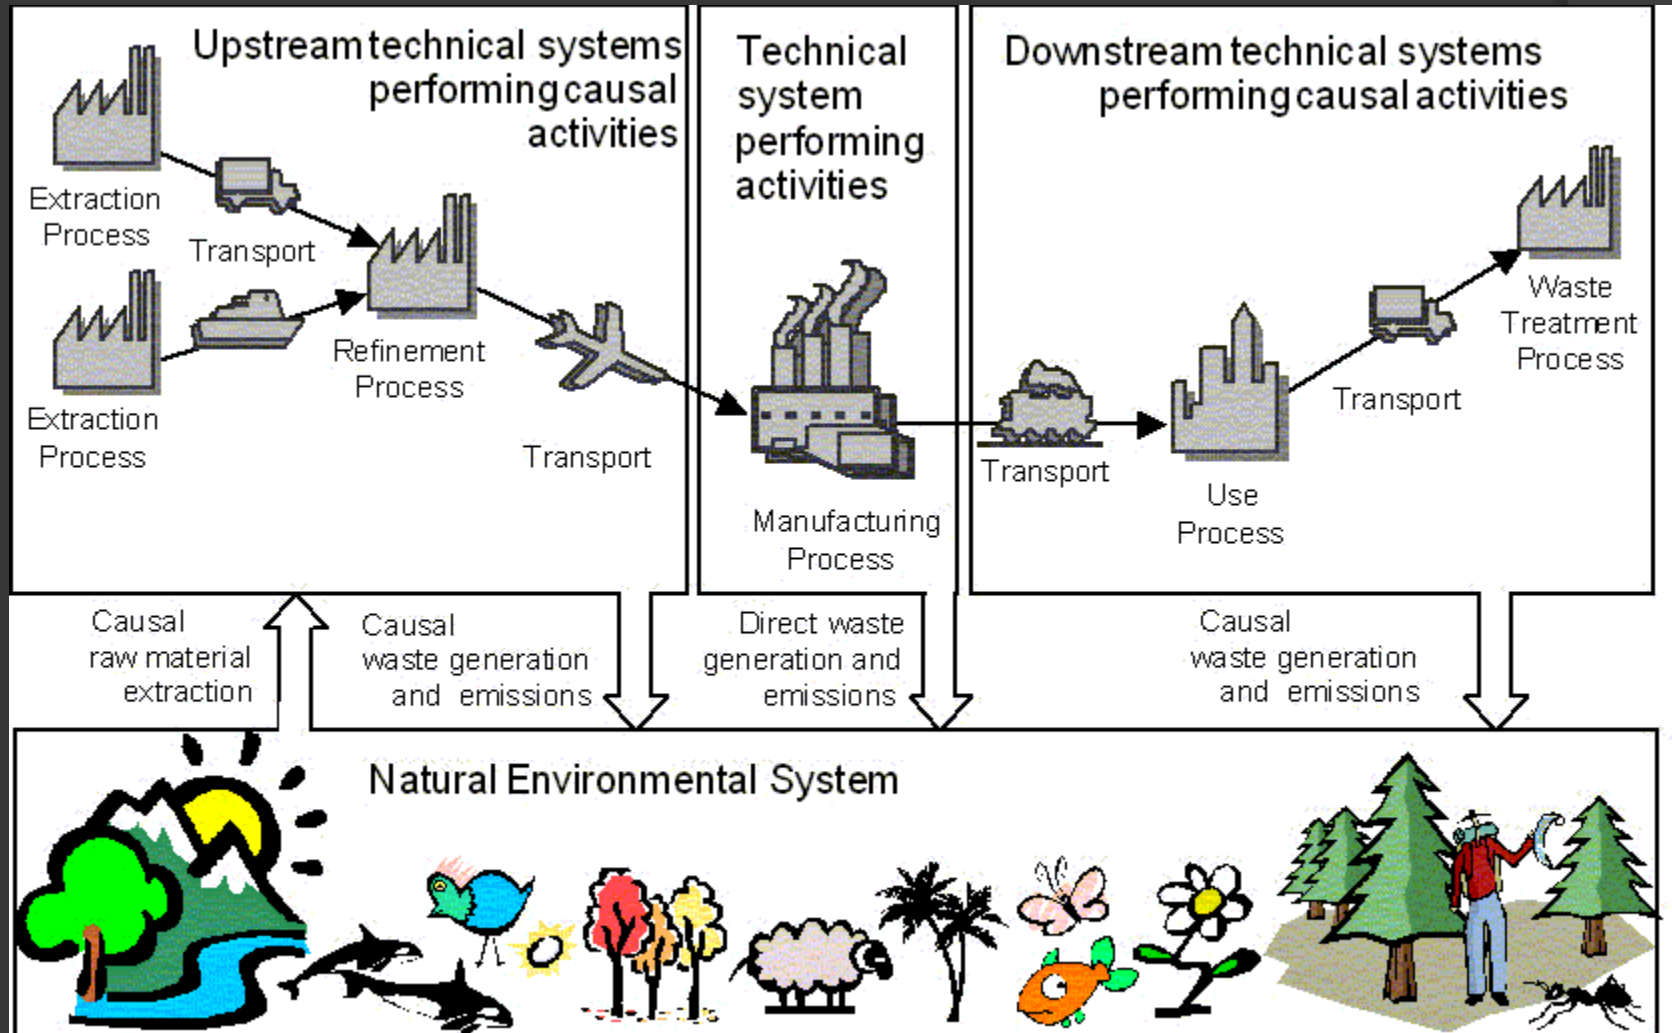 Upstream technical systems
performing causal
activities
Extraction
Process
Transport
Extraction
Process
Refinement
Process
Transport
Technical
system
performing
activities
Manufacturing
Process
Downstream technical systems
performing causal activities
Transport
Use
Process
Transport
Waste
Treatment
Process
Causal
raw material
extraction
Causal
waste generation
and emissions
Direct waste
generation and
emissions
Causal
waste generation
and emissions
Natural Environmental System